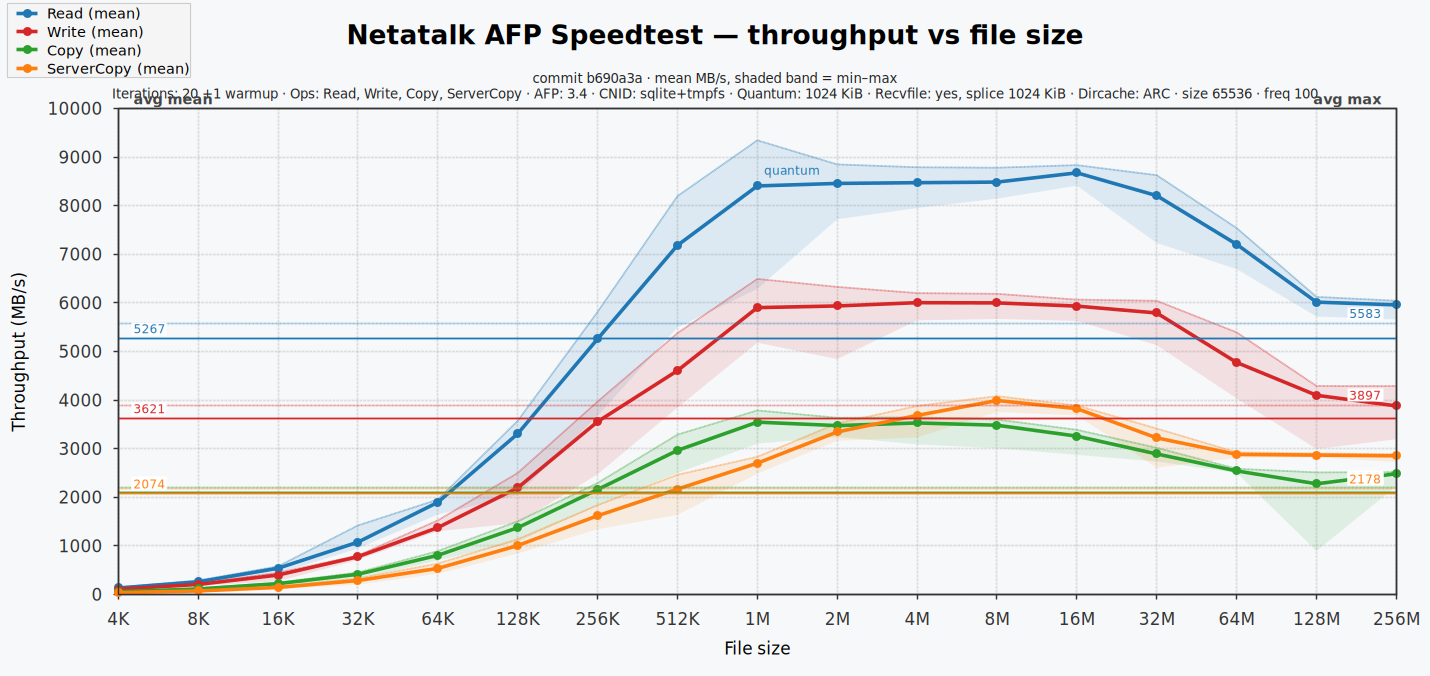 Read (mean)
Write (mean)
Copy (mean)
ServerCopy (mean)
Netatalk AFP Speedtest — throughput vs file size
commit b690a3a · mean MB/s, shaded band = min–max
Iterations: 20 +1 warmup · Ops: Read, Write, Copy, ServerCopy · AFP: 3.4 · CNID: sqlite+tmpfs · Quantum: 1024 KiB · Recvfile: yes, splice 1024 KiB · Dircache: ARC · size 65536 · freq 100
avg mean
avg max
10000
9000
8000
7000
6000
5000
4000
3000
2000
1000
0
Throughput (MB/s)
quantum
5267
5583
3621
3897
2074
2178
4K 8K 16K 32K 64K 128K 256K 512K 1M 2M 4M 8M 16M 32M 64M 128M 256M
File size